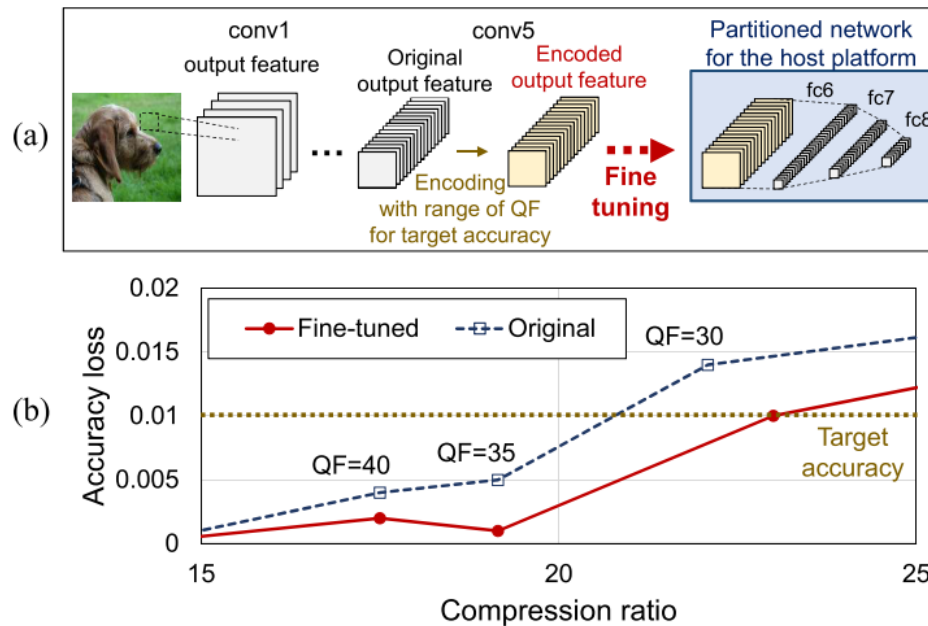 (a)
conv1
output feature
conv5
Original
output feature
Encoded
output feature
Partitioned network
for the host platform
fc6
fc7
fc8
...
Encoding
with range of QF
for target accuracy
Fine
tuning
(b)
Accuracy loss
0.02
0.015
0.01
0.005
0
Fine-tuned
Original
QF=30
QF=35
QF=40
Target
accuracy
15
20
25
Compression ratio